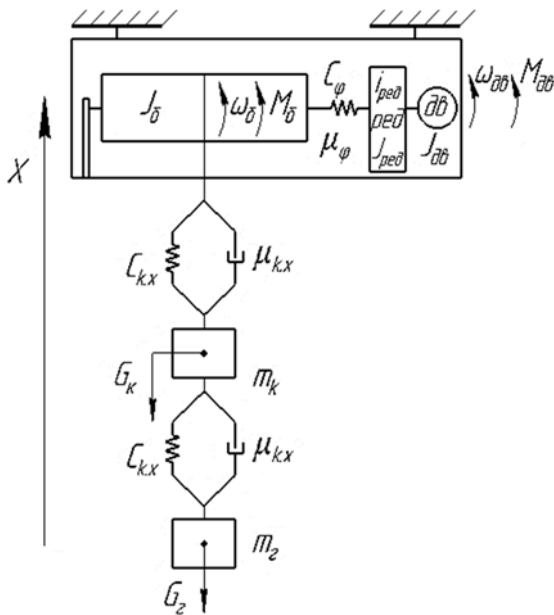 X
J_б ω_б M_б
C_φ
μ_φ
i_ред
ред
J_ред
дв
J_дв
ω_дв M_дв
C_k.x μ_k.x
G_к m_k
C_k.x μ_k.x
m_г
G_г